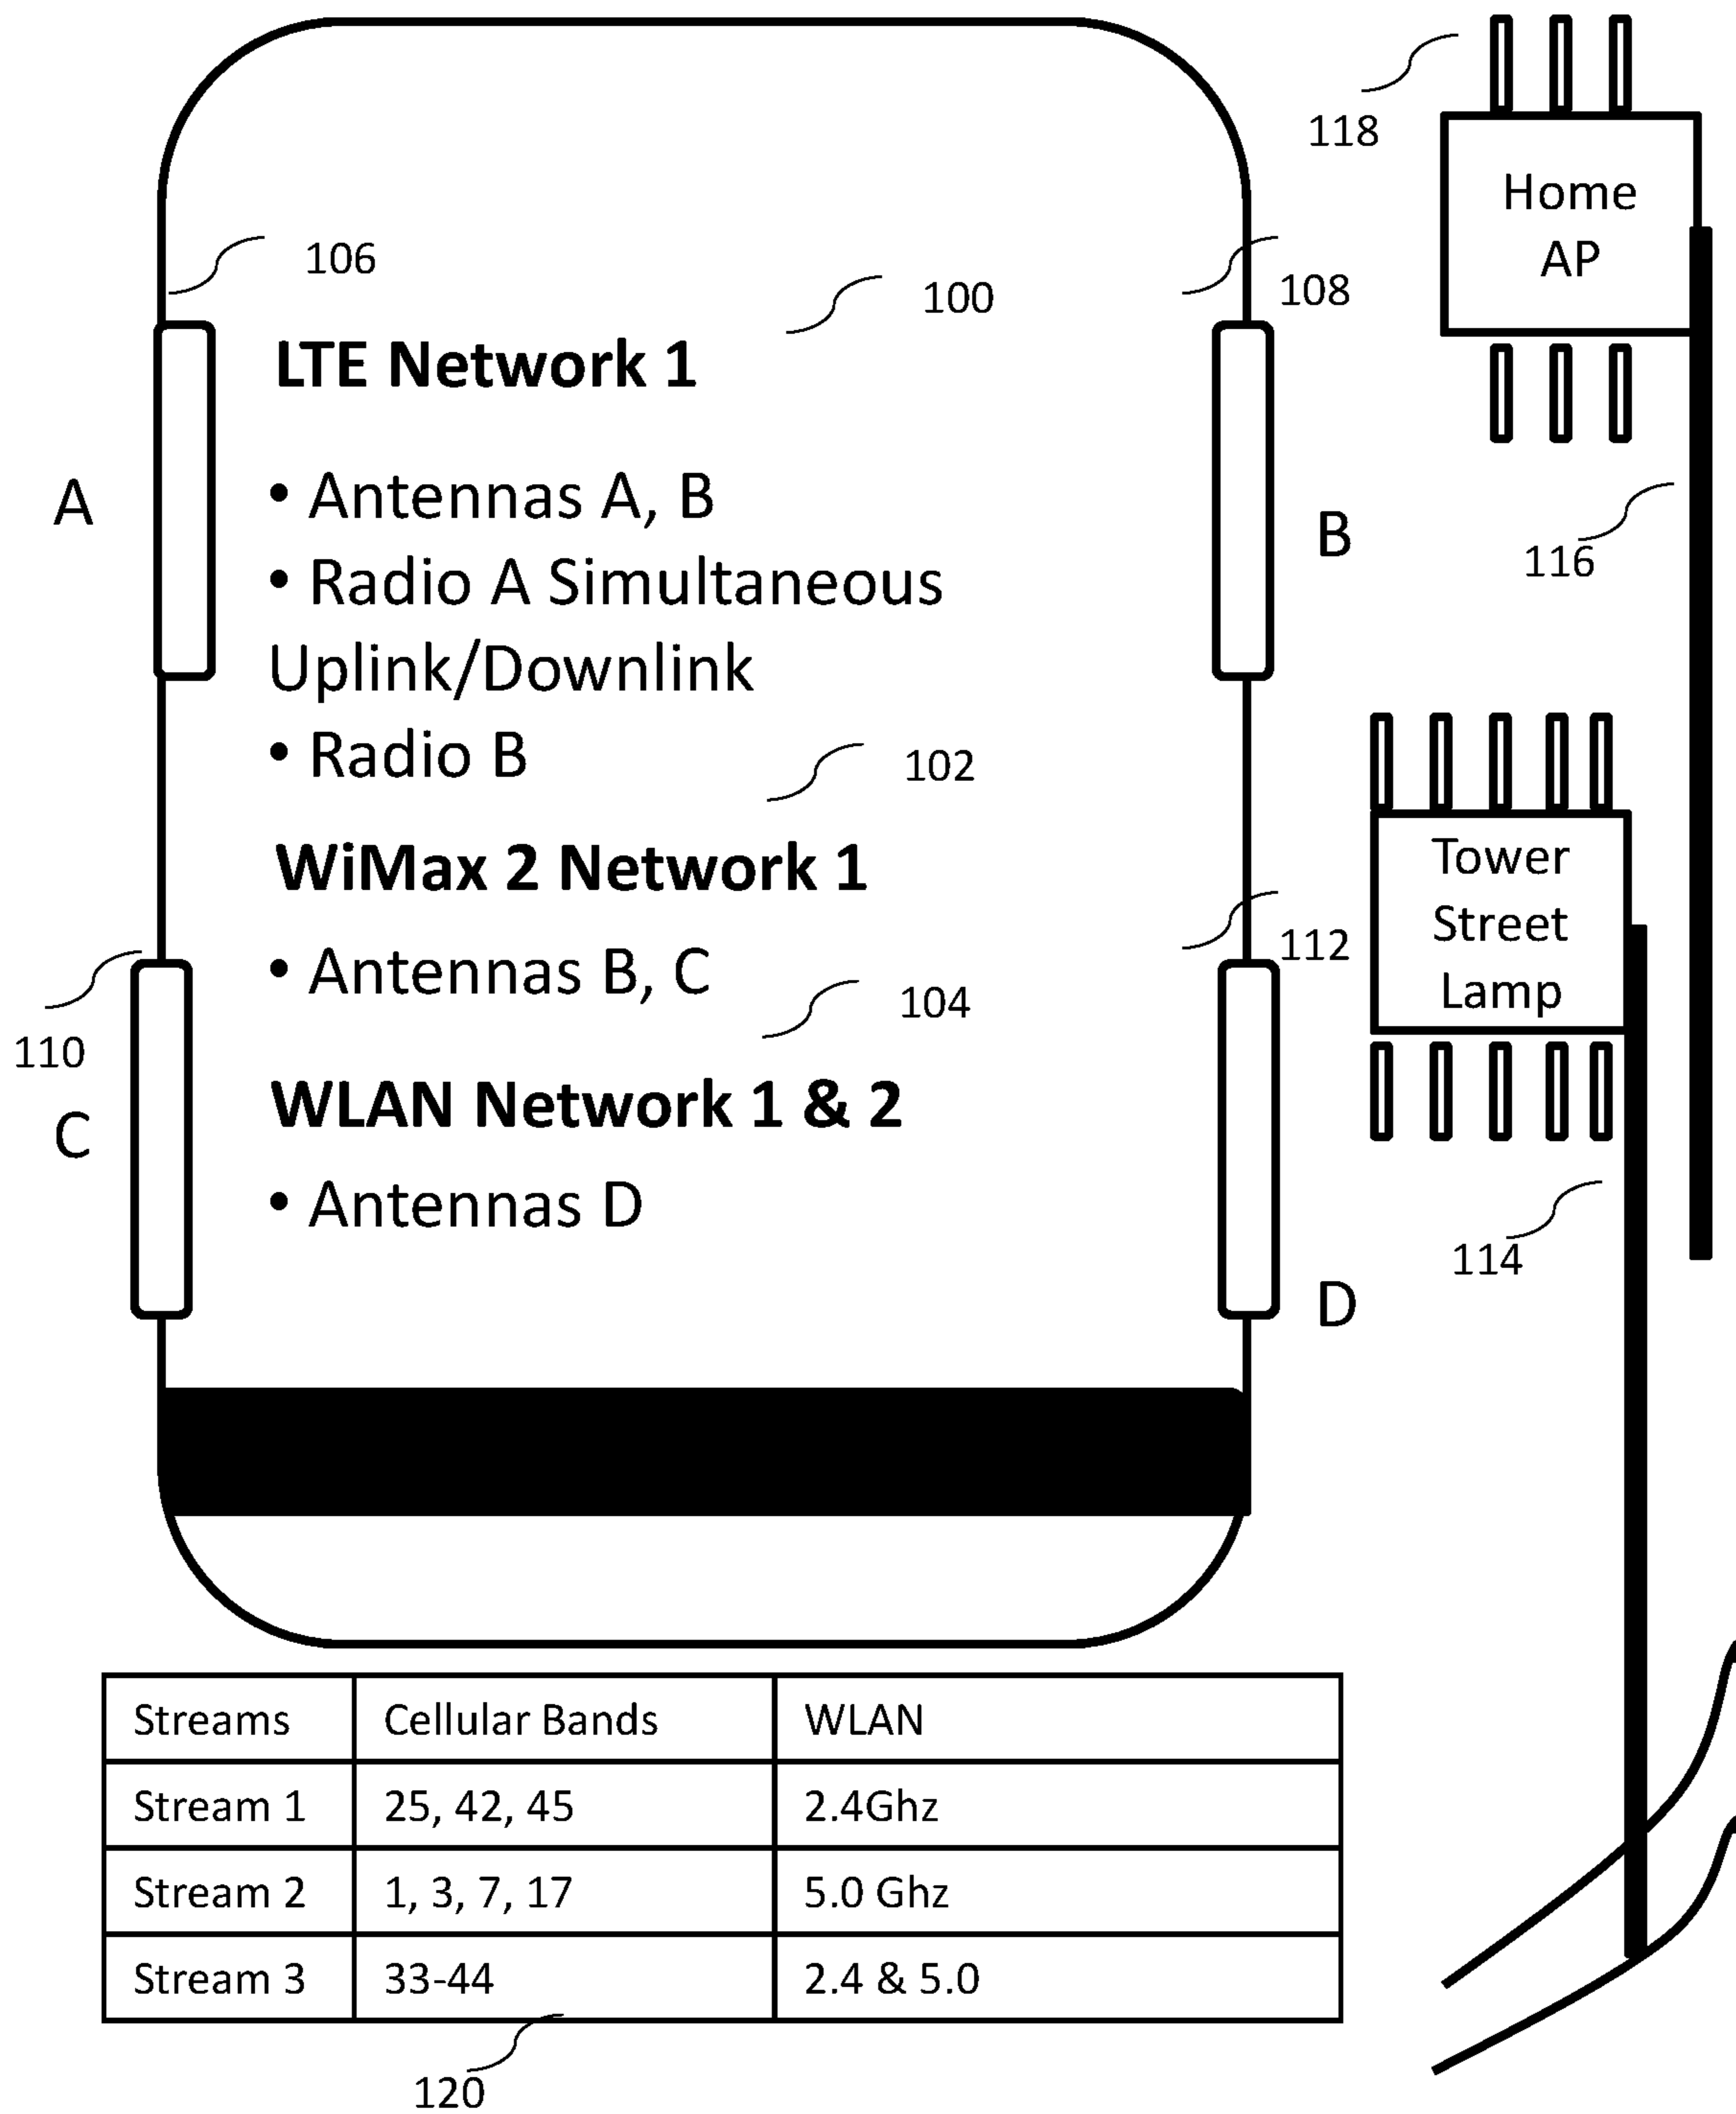 118
Home
AP
106
100
108
LTE Network 1
A
• Antennas A, B
B
116
• Radio A Simultaneous
Uplink/Downlink
• Radio B
102
Tower
Street
Lamp
WiMax 2 Network 1
112
• Antennas B, C
104
110
C
WLAN Network 1 & 2
• Antennas D
114
D
Streams Cellular Bands WLAN
Stream 1 25, 42, 45 2.4Ghz
Stream 2 1, 3, 7, 17 5.0 Ghz
Stream 3 33-44 2.4 & 5.0
120